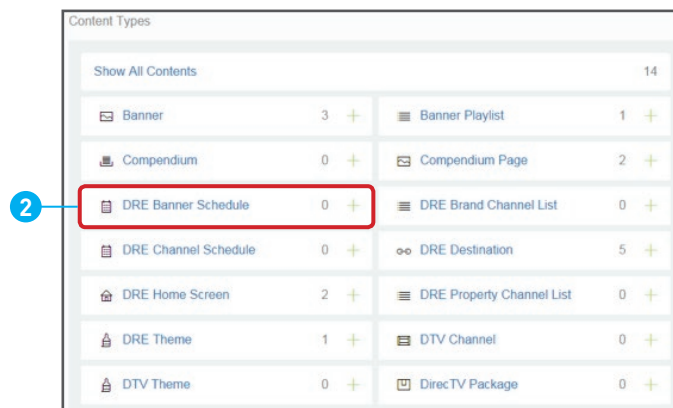 Content Types
Show All Contents 14
Banner 3 + Banner Playlist 1 +
Compendium 0 + Compendium Page 2 +
2 DRE Banner Schedule 0 + DRE Brand Channel List 0 +
DRE Channel Schedule 0 + DRE Destination 5 +
DRE Home Screen 2 + DRE Property Channel List 0 +
DRE Theme 1 + DTV Channel 0 +
DTV Theme 0 + DirecTV Package 0 +